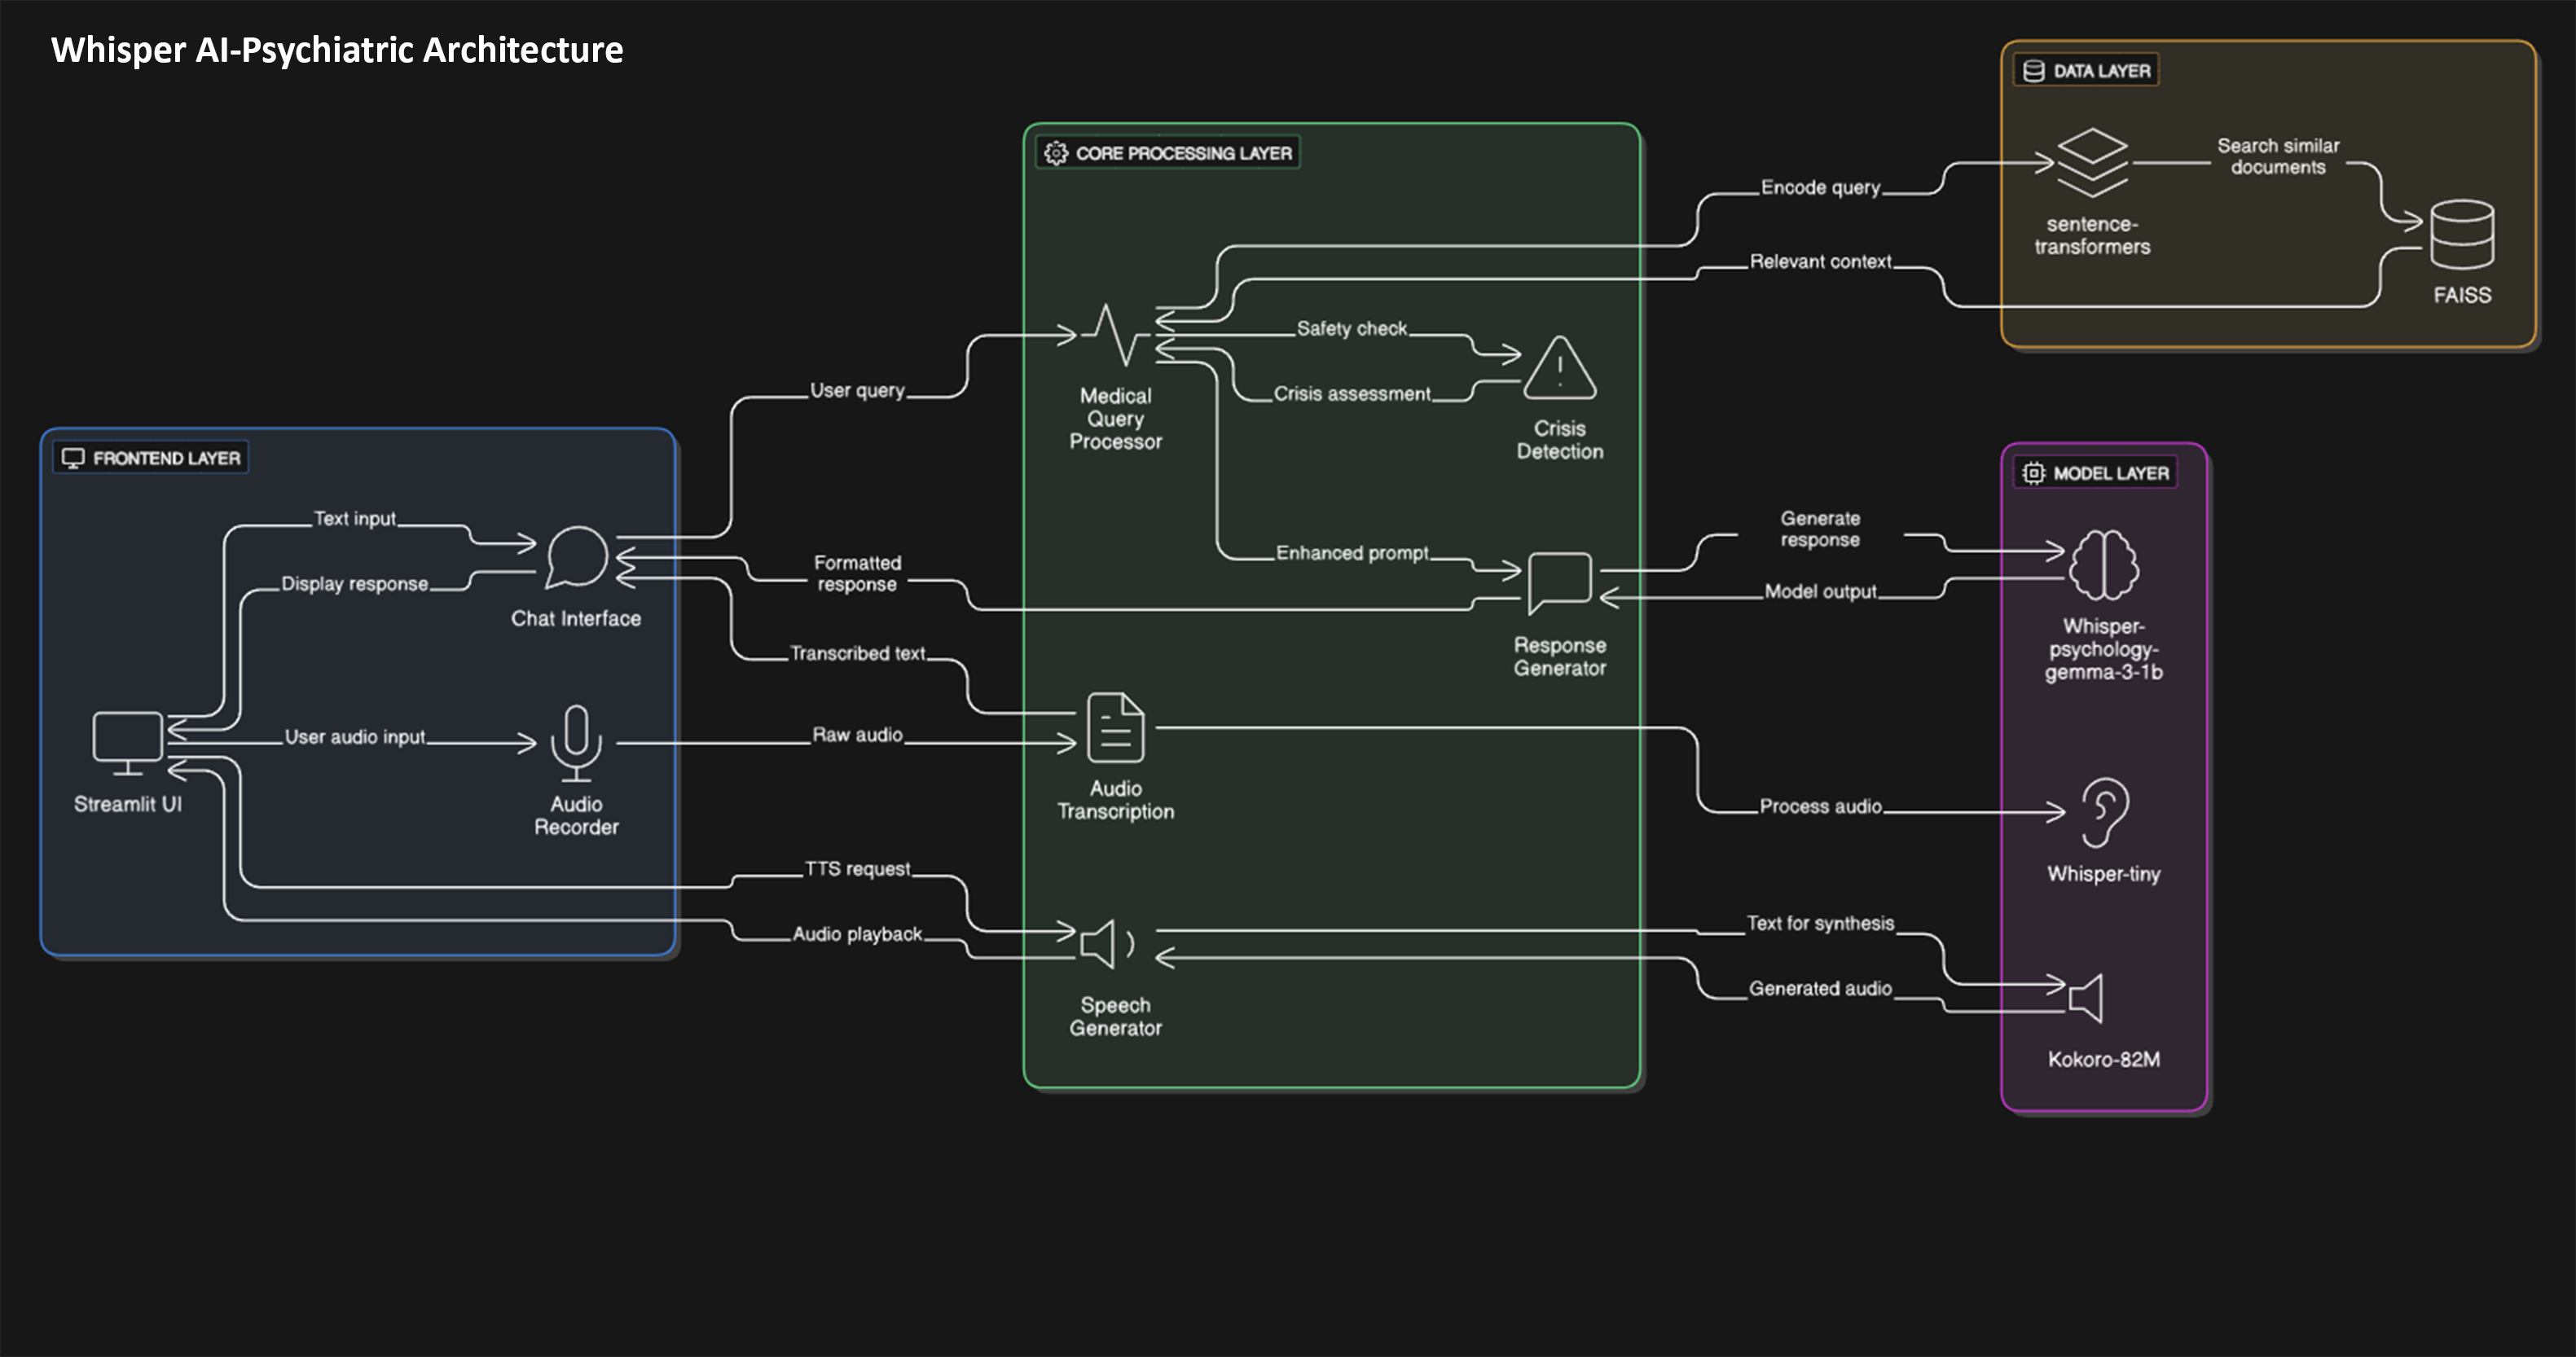 Whisper AI-Psychiatric Architecture
DATA LAYER
Search similar
documents
sentence-
transformers
FAISS
CORE PROCESSING LAYER
Encode query
Relevant context
Safety check
Crisis assessment
Medical
Query
Processor
Crisis
Detection
User query
FRONTEND LAYER
Text input
Display response
Chat Interface
Formatted
response
Enhanced prompt
Response
Generator
Generate
response
Model output
MODEL LAYER
Whisper-
psychology-
gemma-3-1b
Transcribed text
User audio input
Raw audio
Streamlit UI
Audio
Recorder
Audio
Transcription
Process audio
Whisper-tiny
TTS request
Audio playback
Speech
Generator
Text for synthesis
Generated audio
Kokoro-82M